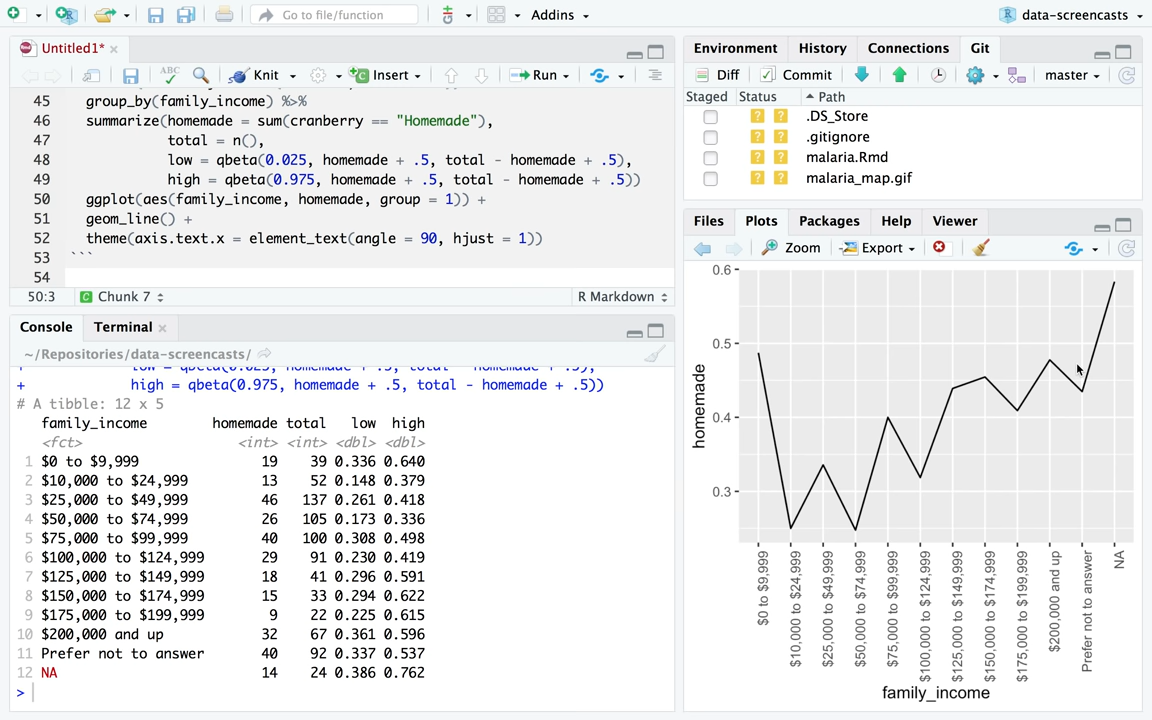 Go to file/function
Addins
data-screencasts
Untitled1*
ABC
Knit
Insert
Run
45 group_by(family_income) %>%
46 summarize(homemade = sum(cranberry == "Homemade"),
47 total = n(),
48 low = qbeta(0.025, homemade + .5, total - homemade + .5),
49 high = qbeta(0.975, homemade + .5, total - homemade + .5))
50 ggplot(aes(family_income, homemade, group = 1)) +
51 geom_line() +
52 theme(axis.text.x = element_text(angle = 90, hjust = 1))
53 ```
54
50:3 Chunk 7 R Markdown
Console Terminal
~/Repositories/data-screencasts/
+ low = qbeta(0.025, homemade + .5, total - homemade + .5),
+ high = qbeta(0.975, homemade + .5, total - homemade + .5))
# A tibble: 12 x 5
family_income homemade total low high
<fct> <int> <int> <dbl> <dbl>
1 $0 to $9,999 19 39 0.336 0.640
2 $10,000 to $24,999 13 52 0.148 0.379
3 $25,000 to $49,999 46 137 0.261 0.418
4 $50,000 to $74,999 26 105 0.173 0.336
5 $75,000 to $99,999 40 100 0.308 0.498
6 $100,000 to $124,999 29 91 0.230 0.419
7 $125,000 to $149,999 18 41 0.296 0.591
8 $150,000 to $174,999 15 33 0.294 0.622
9 $175,000 to $199,999 9 22 0.225 0.615
10 $200,000 and up 32 67 0.361 0.596
11 Prefer not to answer 40 92 0.337 0.537
12 NA 14 24 0.386 0.762
>
Environment History Connections Git
Diff Commit master
Staged Status Path
? ? .DS_Store
? ? .gitignore
? ? malaria.Rmd
? ? malaria_map.gif
Files Plots Packages Help Viewer
Zoom Export
0.6
0.5
0.4
0.3
homemade
$0 to $9,999
$10,000 to $24,999
$25,000 to $49,999
$50,000 to $74,999
$75,000 to $99,999
$100,000 to $124,999
$125,000 to $149,999
$150,000 to $174,999
$175,000 to $199,999
$200,000 and up
Prefer not to answer
NA
family_income